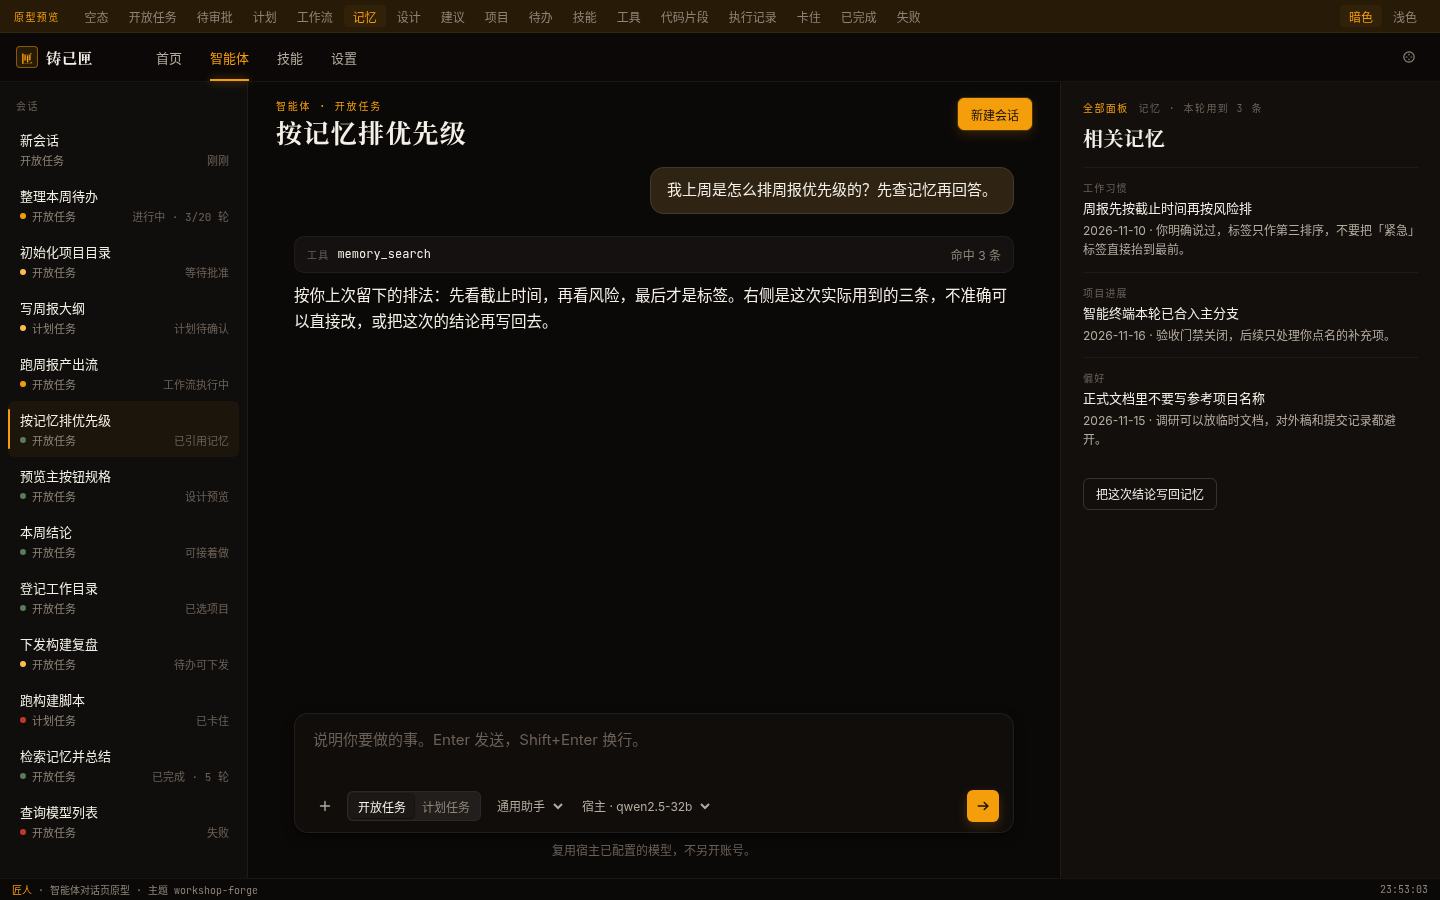 原型预览 空态 开放任务 待审批 计划 工作流 记忆 设计 建议 项目 待办 技能 工具 代码片段 执行记录 卡住 已完成 失败 暗色 浅色
匠 铸己匣 首页 智能体 技能 设置
会话
新会话
开放任务 刚刚
整理本周待办
开放任务 进行中 · 3/20 轮
初始化项目目录
开放任务 等待批准
写周报大纲
计划任务 计划待确认
跑周报产出流
开放任务 工作流执行中
按记忆排优先级
开放任务 已引用记忆
预览主按钮规格
开放任务 设计预览
本周结论
开放任务 可接着做
登记工作目录
开放任务 已选项目
下发构建复盘
开放任务 待办可下发
跑构建脚本
计划任务 已卡住
检索记忆并总结
开放任务 已完成 · 5 轮
查询模型列表
开放任务 失败
智能体 · 开放任务
按记忆排优先级
新建会话
我上周是怎么排周报优先级的？先查记忆再回答。
工具 memory_search 命中 3 条
按你上次留下的排法：先看截止时间，再看风险，最后才是标签。右侧是这次实际用到的三条，不准确可
以直接改，或把这次的结论再写回去。
说明你要做的事。Enter 发送，Shift+Enter 换行。
+ 开放任务 计划任务 通用助手 宿主 · qwen2.5-32b
复用宿主已配置的模型，不另开账号。
全部面板 记忆 · 本轮用到 3 条
相关记忆
工作习惯
周报先按截止时间再按风险排
2026-11-10 · 你明确说过，标签只作第三排序，不要把「紧急」
标签直接抬到最前。
项目进展
智能终端本轮已合入主分支
2026-11-16 · 验收门禁关闭，后续只处理你点名的补充项。
偏好
正式文档里不要写参考项目名称
2026-11-15 · 调研可以放临时文档，对外稿和提交记录都避
开。
把这次结论写回记忆
匠人 · 智能体对话页原型 · 主题 workshop-forge 23:53:03